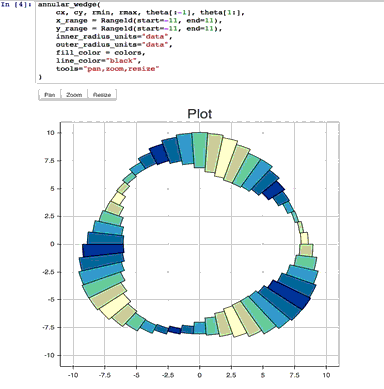 In [4]: annular_wedge(
cx, cy, rmin, rmax, theta[:-1], theta[1:],
x_range = Range1d(start=-11, end=11),
y_range = Range1d(start=-11, end=11),
inner_radius_units="data",
outer_radius_units="data",
fill_color = colors,
line_color="black",
tools="pan,zoom,resize"
)
Pan Zoom Resize
Plot
10
7.5
5
2.5
0
-2.5
-5
-7.5
-10
-10 -7.5 -5 -2.5 0 2.5 5 7.5 10